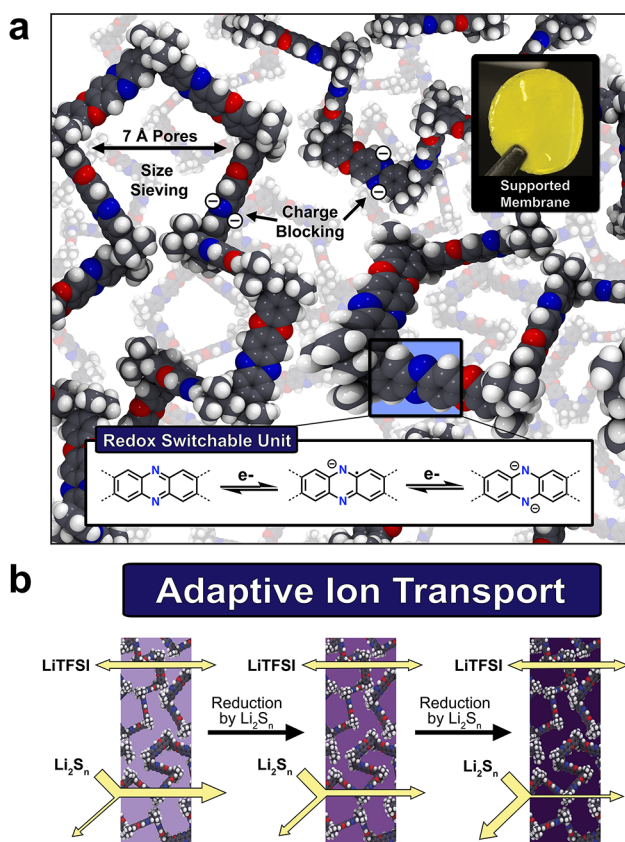 a
7 Å Pores
Size
Sieving
Charge
Blocking
Supported
Membrane
Redox Switchable Unit
e-
e-
N
N
⊖
N
N
⊖
N
N
⊖
b
Adaptive Ion Transport
LiTFSI
LiTFSI
LiTFSI
Reduction
by Li₂Sₙ
Reduction
by Li₂Sₙ
Li₂Sₙ
Li₂Sₙ
Li₂Sₙ